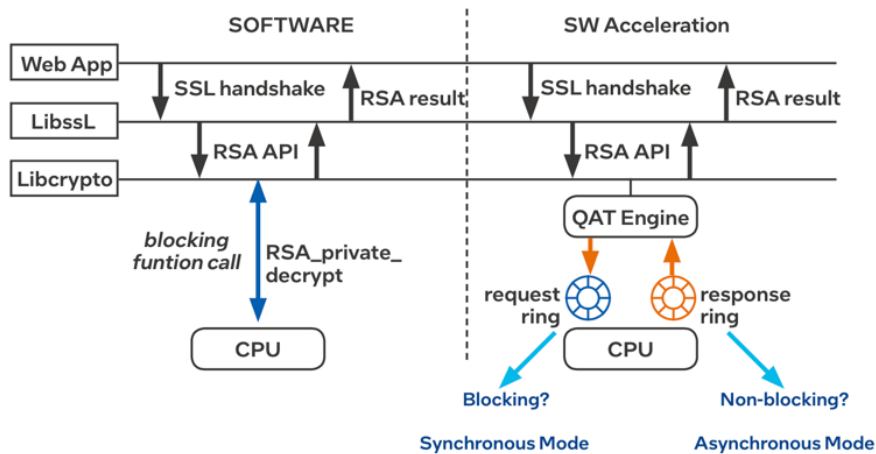 SOFTWARE
SW Acceleration
Web App
SSL handshake
RSA result
SSL handshake
RSA result
LibssL
RSA API
RSA API
Libcrypto
QAT Engine
blocking
funtion call
RSA_private_
decrypt
request
ring
response
ring
CPU
CPU
Blocking?
Non-blocking?
Synchronous Mode
Asynchronous Mode